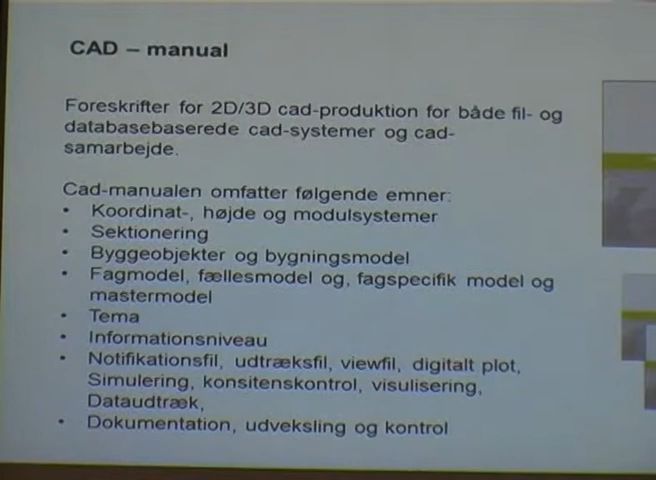 CAD – manual
Foreskrifter for 2D/3D cad-produktion for både fil- og
databasebaserede cad-systemer og cad-
samarbejde.
Cad-manualen omfatter følgende emner:
• Koordinat-, højde og modulsystemer
• Sektionering
• Byggeobjekter og bygningsmodel
• Fagmodel, fællesmodel og, fagspecifik model og
mastermodel
• Tema
• Informationsniveau
• Notifikationsfil, udtræksfil, viewfil, digitalt plot,
Simulering, konsitenskontrol, visulisering,
Dataudtræk,
• Dokumentation, udveksling og kontrol